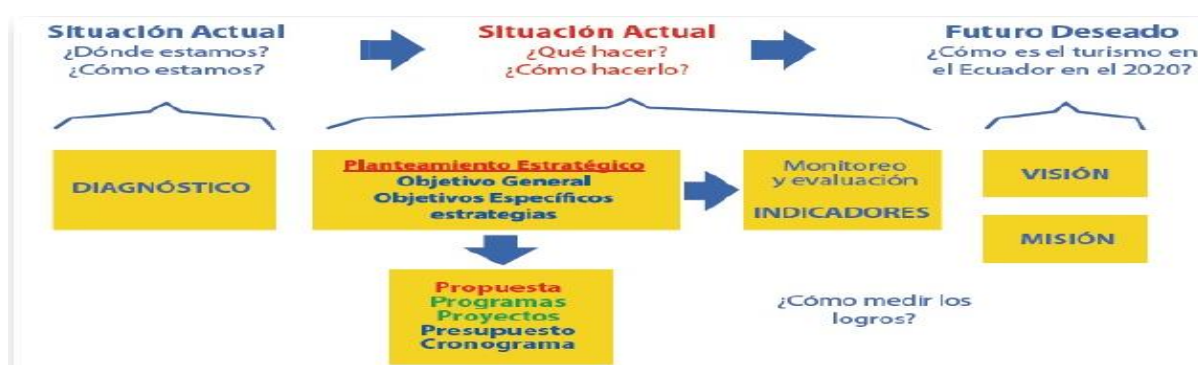 Situación Actual
¿Dónde estamos?
¿Cómo estamos?
Situación Actual
¿Qué hacer?
¿Cómo hacerlo?
Futuro Deseado
¿Cómo es el turismo en
el Ecuador en el 2020?
DIAGNÓSTICO
Planteamiento Estratégico
Objetivo General
Objetivos Específicos
estrategias
Monitoreo
y evaluación
INDICADORES
VISIÓN
MISIÓN
Propuesta
Programas
Proyectos
Presupuesto
Cronograma
¿Cómo medir los
logros?